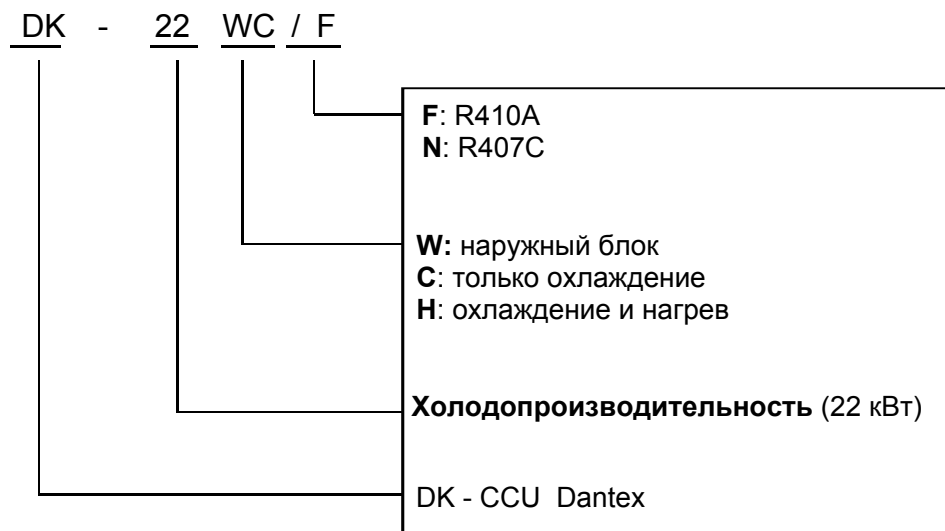 DK - 22 WC / F
F: R410A
N: R407C
W: наружный блок
C: только охлаждение
H: охлаждение и нагрев
Холодопроизводительность (22 кВт)
DK - CCU Dantex